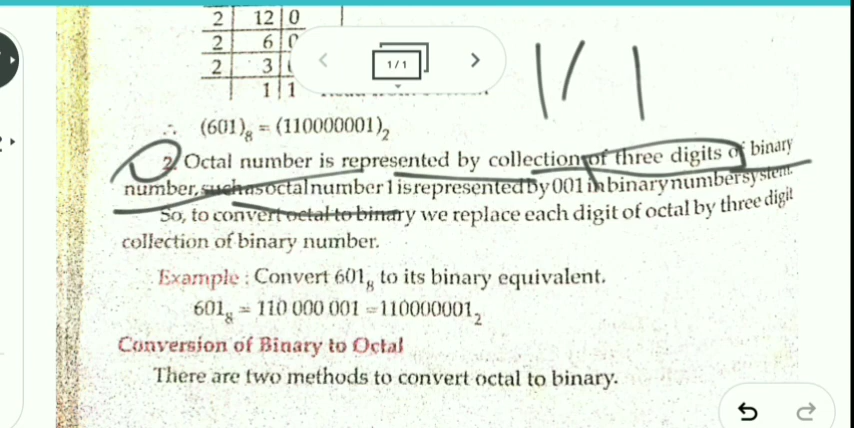 2 12 0
2 6 0
2 3
1 1
1/1
∴ (601)₈ = (110000001)₂
2. Octal number is represented by collection of three digits of binary
number, such as octal number 1 is represented by 001 in binary number system.
So, to convert octal to binary we replace each digit of octal by three digit
collection of binary number.
Example : Convert 601₈ to its binary equivalent.
601₈ = 110 000 001 = 110000001₂
Conversion of Binary to Octal
There are two methods to convert octal to binary.